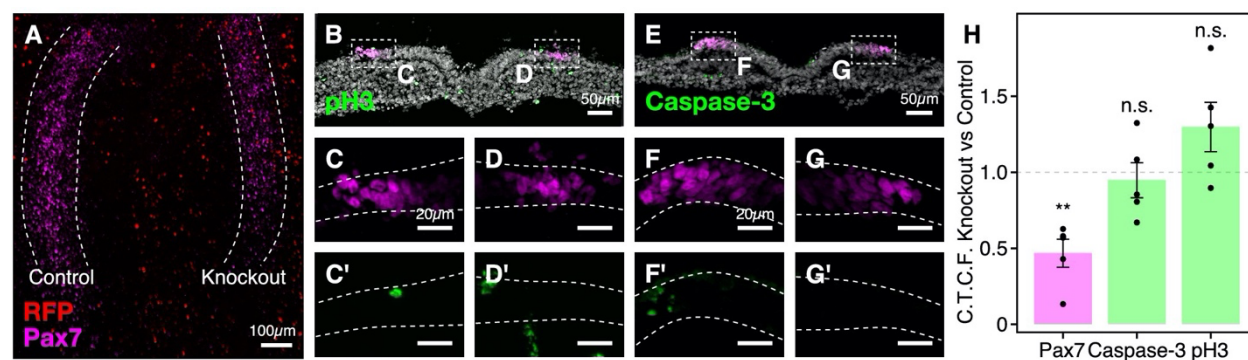 A
Control
Knockout
RFP
Pax7
100µm
B
C
D
pH3
50µm
E
F
G
Caspase-3
50µm
C
20µm
D
F
20µm
G
C'
D'
F'
G'
H
C.T.C.F. Knockout vs Control
1.5
1.0
0.5
0
**
n.s.
n.s.
Pax7 Caspase-3 pH3